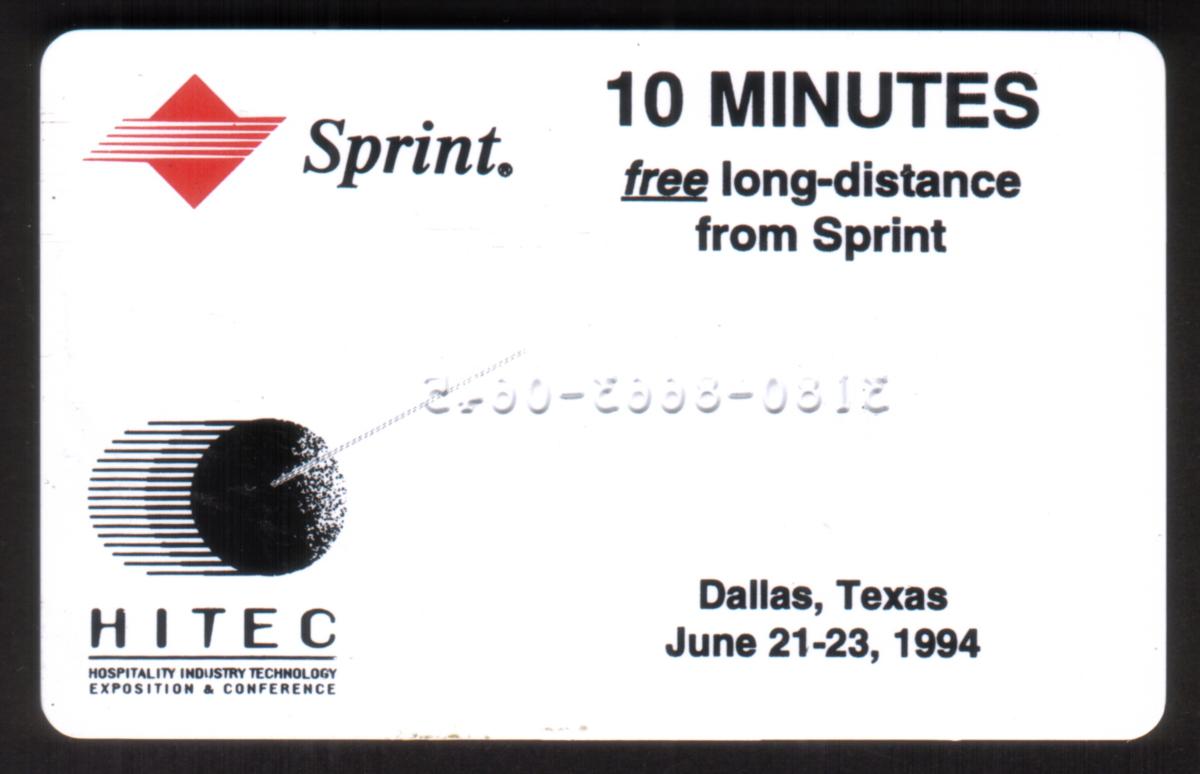 Sprint®
10 MINUTES
free long-distance
from Sprint
HITEC
HOSPITALITY INDUSTRY TECHNOLOGY
EXPOSITION & CONFERENCE
Dallas, Texas
June 21-23, 1994